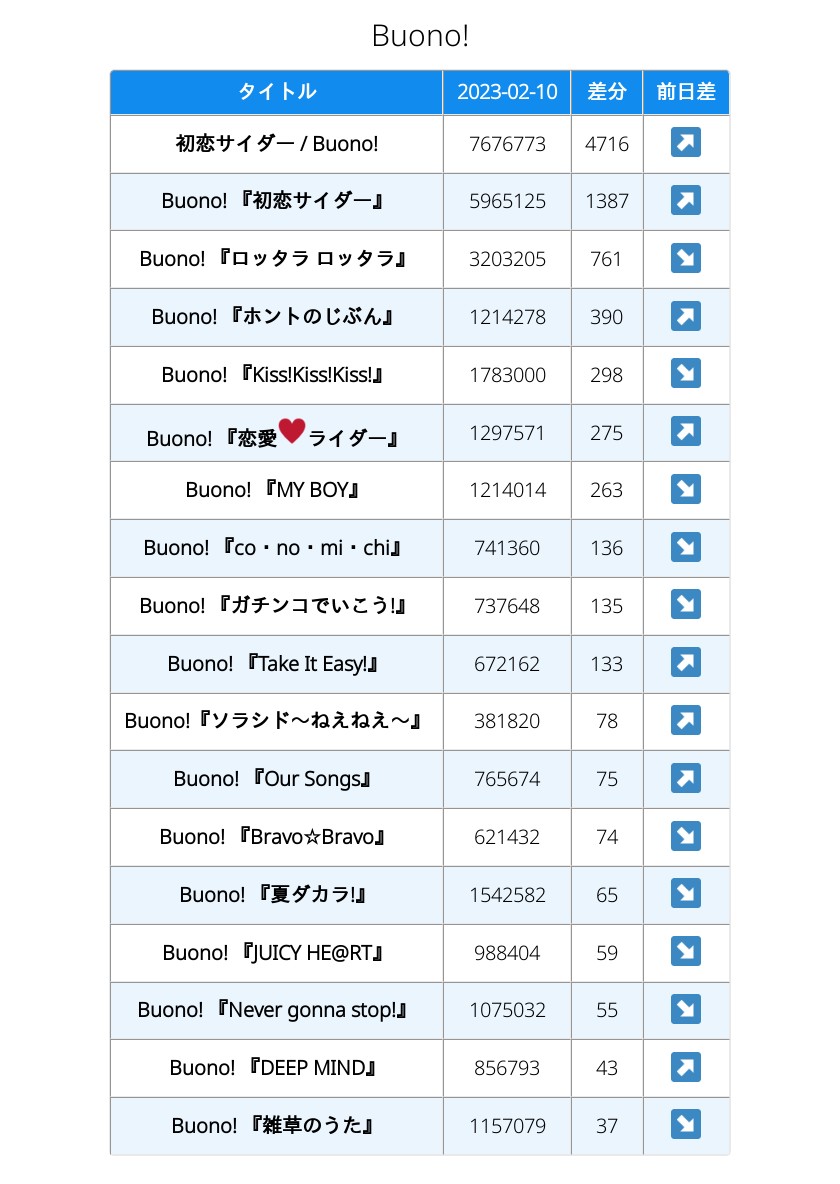 Buono!
タイトル 2023-02-10 差分 前日差
初恋サイダー / Buono! 7676773 4716 ↗
Buono! 『初恋サイダー』 5965125 1387 ↗
Buono! 『ロッタラ ロッタラ』 3203205 761 ↘
Buono! 『ホントのじぶん』 1214278 390 ↗
Buono! 『Kiss!Kiss!Kiss!』 1783000 298 ↘
Buono! 『恋愛♥ライダー』 1297571 275 ↗
Buono! 『MY BOY』 1214014 263 ↘
Buono! 『co・no・mi・chi』 741360 136 ↘
Buono! 『ガチンコでいこう!』 737648 135 ↘
Buono! 『Take It Easy!』 672162 133 ↗
Buono!『ソラシド〜ねえねえ〜』 381820 78 ↗
Buono! 『Our Songs』 765674 75 ↗
Buono! 『Bravo☆Bravo』 621432 74 ↘
Buono! 『夏ダカラ!』 1542582 65 ↘
Buono! 『JUICY HE@RT』 988404 59 ↘
Buono! 『Never gonna stop!』 1075032 55 ↘
Buono! 『DEEP MIND』 856793 43 ↗
Buono! 『雑草のうた』 1157079 37 ↘